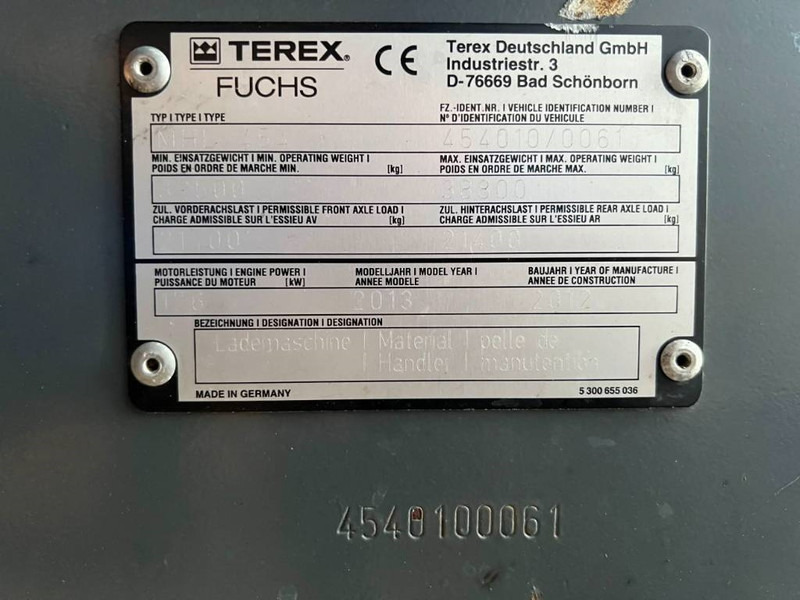 TEREX®
FUCHS
CE
Terex Deutschland GmbH
Industriestr. 3
D-76669 Bad Schönborn
TYP I TYPE I TYPE
FZ.-IDENT.NR. I VEHICLE IDENTIFICATION NUMBER I
N° D'IDENTIFICATION DU VEHICULE
454010/0061
MIN. EINSATZGEWICHT I MIN. OPERATING WEIGHT I
POIDS EN ORDRE DE MARCHE MIN. [kg]
MAX. EINSATZGEWICHT I MAX. OPERATING WEIGHT I
POIDS EN ORDRE DE MARCHE MAX. [kg]
ZUL. VORDERACHSLAST I PERMISSIBLE FRONT AXLE LOAD I
CHARGE ADMISSIBLE SUR L'ESSIEU AV [kg]
ZUL. HINTERACHSLAST I PERMISSIBLE REAR AXLE LOAD I
CHARGE ADMISSIBLE SUR L'ESSIEU AR [kg]
MOTORLEISTUNG I ENGINE POWER I
PUISSANCE DU MOTEUR [kW]
MODELLJAHR I MODEL YEAR I
ANNEE MODELE
BAUJAHR I YEAR OF MANUFACTURE I
ANNEE DE CONSTRUCTION
2013
2012
BEZEICHNUNG I DESIGNATION I DESIGNATION
Lademaschine | Material | pelle de
Handler | manutention
MADE IN GERMANY
5 300 655 036
4540100061